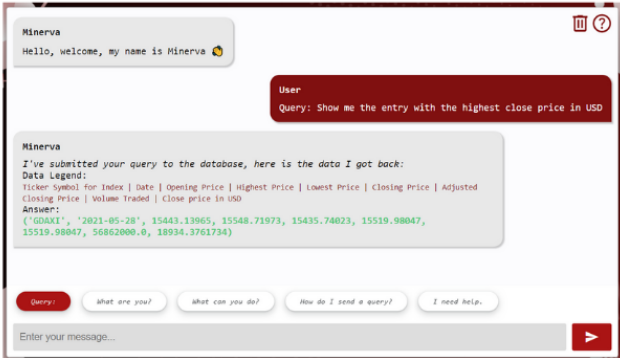 Minerva
Hello, welcome, my name is Minerva
User
Query: Show me the entry with the highest close price in USD
Minerva
I've submitted your query to the database, here is the data I got back:
Data Legend:
Ticker Symbol for Index | Date | Opening Price | Highest Price | Lowest Price | Closing Price | Adjusted
Closing Price | Volume Traded | Close price in USD
Answer:
('GDAXI', '2021-05-28', 15443.13965, 15548.71973, 15435.74023, 15519.98047,
15519.98047, 56862000.0, 18934.3761734)
Query: What are you? What can you do? How do I send a query? I need help.
Enter your message...